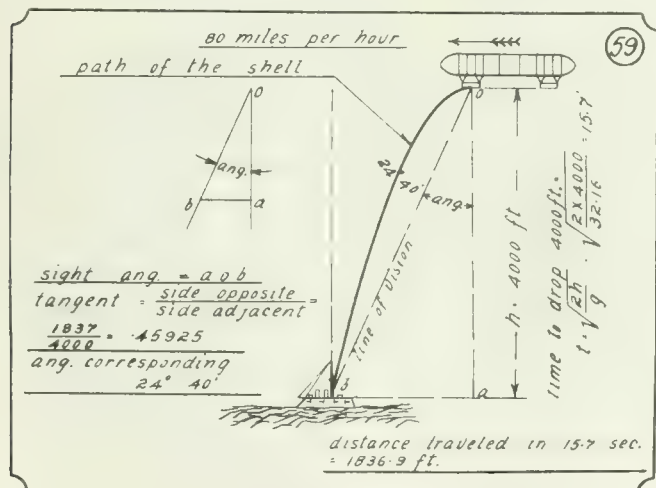 80 miles per hour
59
path of the shell
o
o
ang.
b
a
24° 40'
ang.
h = 4000 ft
time to drop 4000 ft. =
t = √2h/g · √2 x 4000/32·16 = 15·7'
sight ang. = aob
tangent = side opposite/side adjacent =
1837/4000 = ·45925
ang. corresponding
24° 40'
line of vision
b
a
distance traveled in 15·7 sec.
= 1836·9 ft.